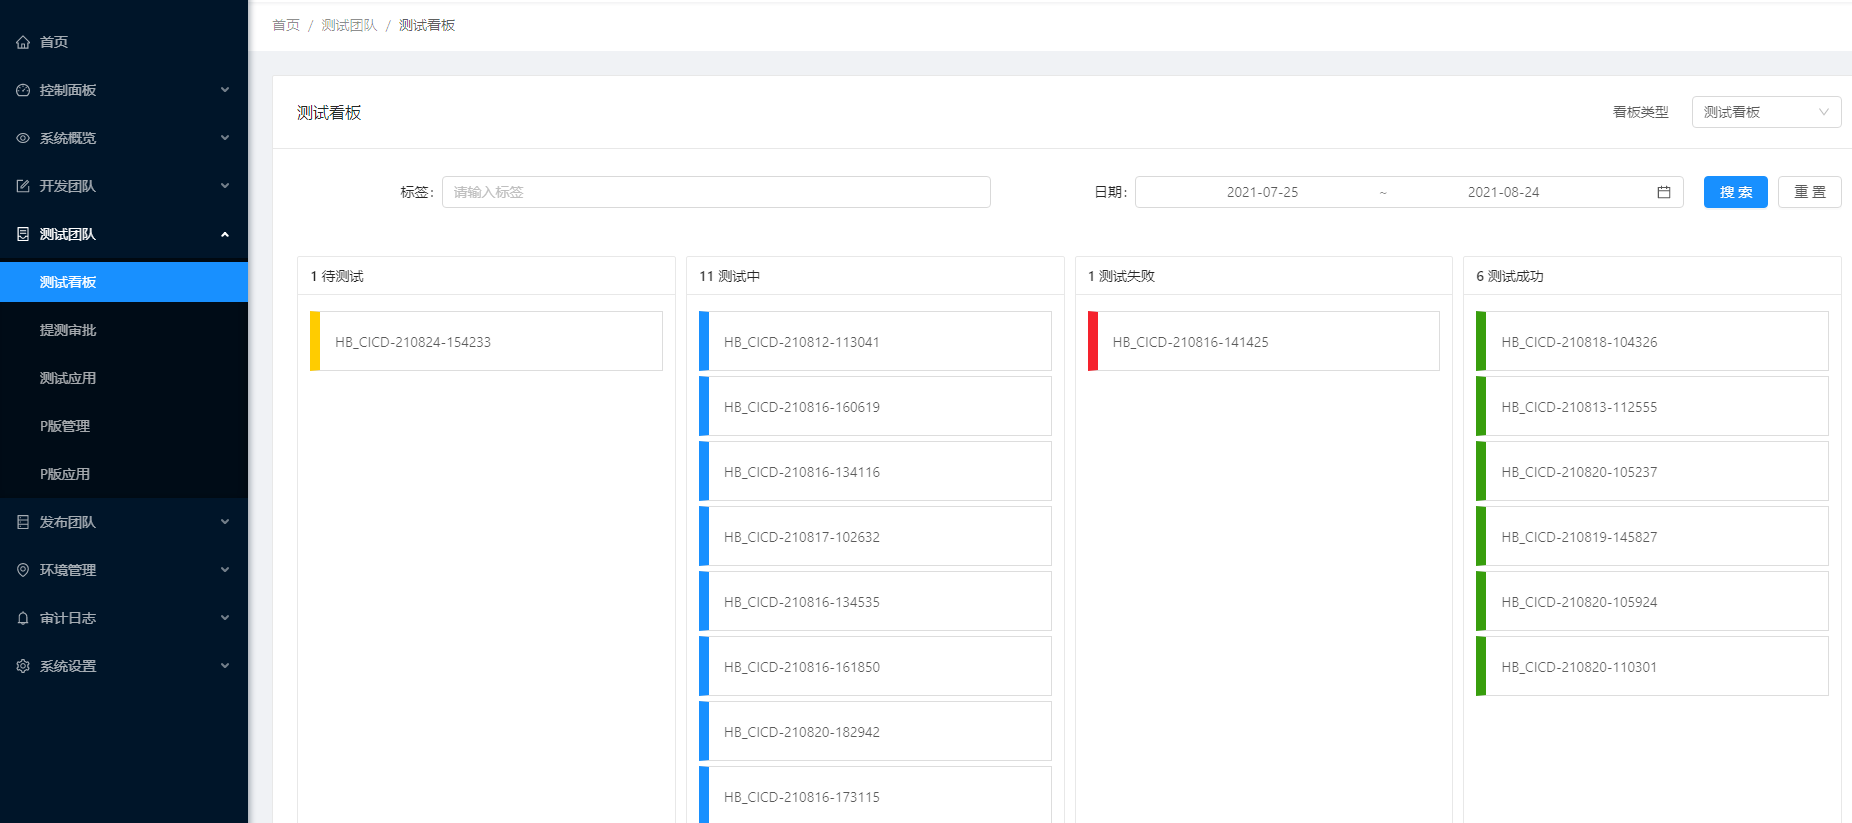 首页
控制面板
系统概览
开发团队
测试团队
测试看板
提测审批
测试应用
P版管理
P版应用
发布团队
环境管理
审计日志
系统设置
首页 / 测试团队 / 测试看板
测试看板
看板类型 测试看板
标签: 请输入标签
日期: 2021-07-25 ~ 2021-08-24
搜 索
重 置
1 待测试
HB_CICD-210824-154233
11 测试中
HB_CICD-210812-113041
HB_CICD-210816-160619
HB_CICD-210816-134116
HB_CICD-210817-102632
HB_CICD-210816-134535
HB_CICD-210816-161850
HB_CICD-210820-182942
HB_CICD-210816-173115
1 测试失败
HB_CICD-210816-141425
6 测试成功
HB_CICD-210818-104326
HB_CICD-210813-112555
HB_CICD-210820-105237
HB_CICD-210819-145827
HB_CICD-210820-105924
HB_CICD-210820-110301